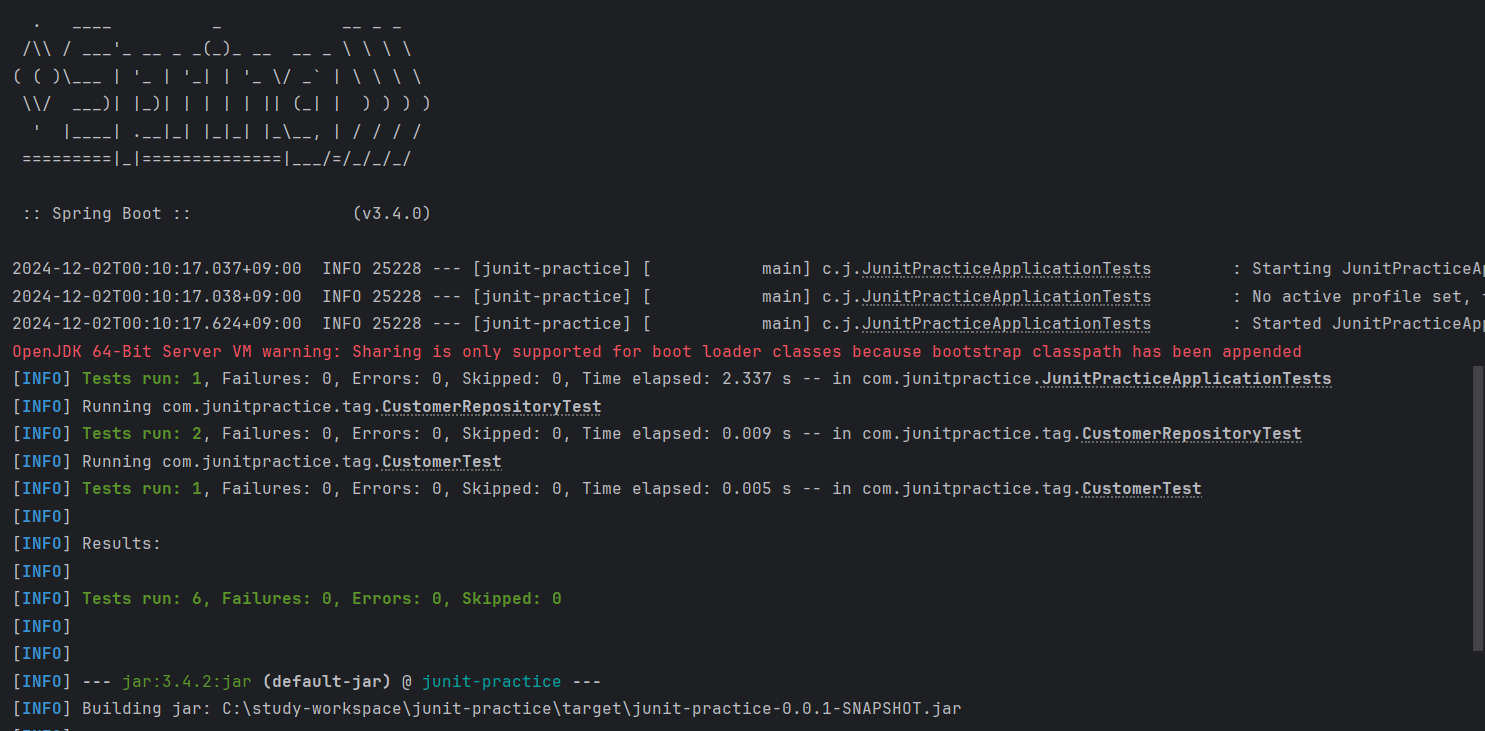 .   ____          _            __ _ _
 /\\ / ___'_ __ _ _(_)_ __  __ _ \ \ \ \
( ( )\___ | '_ | '_| | '_ \/ _` | \ \ \ \
 \\/  ___)| |_)| | | | | || (_| |  ) ) ) )
  '  |____| .__|_| |_|_| |_\__, | / / / /
 =========|_|==============|___/=/_/_/_/
 :: Spring Boot ::                (v3.4.0)
2024-12-02T00:10:17.037+09:00  INFO 25228 --- [junit-practice] [           main] c.j.JunitPracticeApplicationTests        : Starting
2024-12-02T00:10:17.038+09:00  INFO 25228 --- [junit-practice] [           main] c.j.JunitPracticeApplicationTests        : No active profile set,
2024-12-02T00:10:17.624+09:00  INFO 25228 --- [junit-practice] [           main] c.j.JunitPracticeApplicationTests        : Started
OpenJDK 64-Bit Server VM warning: Sharing is only supported for boot loader classes because bootstrap classpath has been appended
[INFO] Tests run: 1, Failures: 0, Errors: 0, Skipped: 0, Time elapsed: 2.337 s -- in com.junitpractice.JunitPracticeApplicationTests
[INFO] Running com.junitpractice.tag.CustomerRepositoryTest
[INFO] Tests run: 2, Failures: 0, Errors: 0, Skipped: 0, Time elapsed: 0.009 s -- in com.junitpractice.tag.CustomerRepositoryTest
[INFO] Running com.junitpractice.tag.CustomerTest
[INFO] Tests run: 1, Failures: 0, Errors: 0, Skipped: 0, Time elapsed: 0.005 s -- in com.junitpractice.tag.CustomerTest
[INFO]
[INFO] Results:
[INFO]
[INFO] Tests run: 6, Failures: 0, Errors: 0, Skipped: 0
[INFO]
[INFO]
[INFO] --- jar:3.4.2:jar (default-jar) @ junit-practice ---
[INFO] Building jar: C:\study-workspace\junit-practice\target\junit-practice-0.0.1-SNAPSHOT.jar